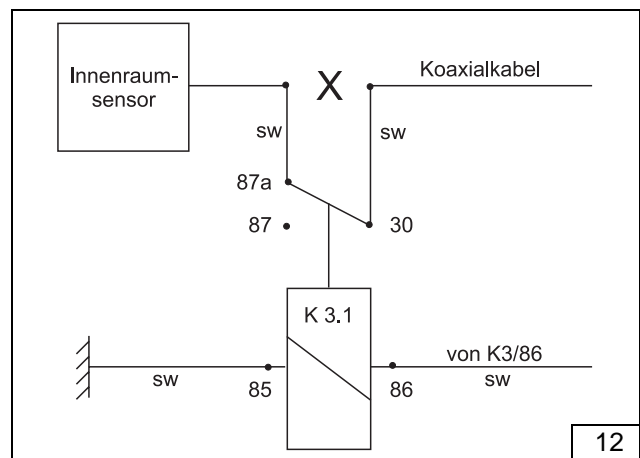 Innenraum-
sensor
X
Koaxialkabel
sw
sw
87a
87
30
K 3.1
von K3/86
sw
85
86
sw
12